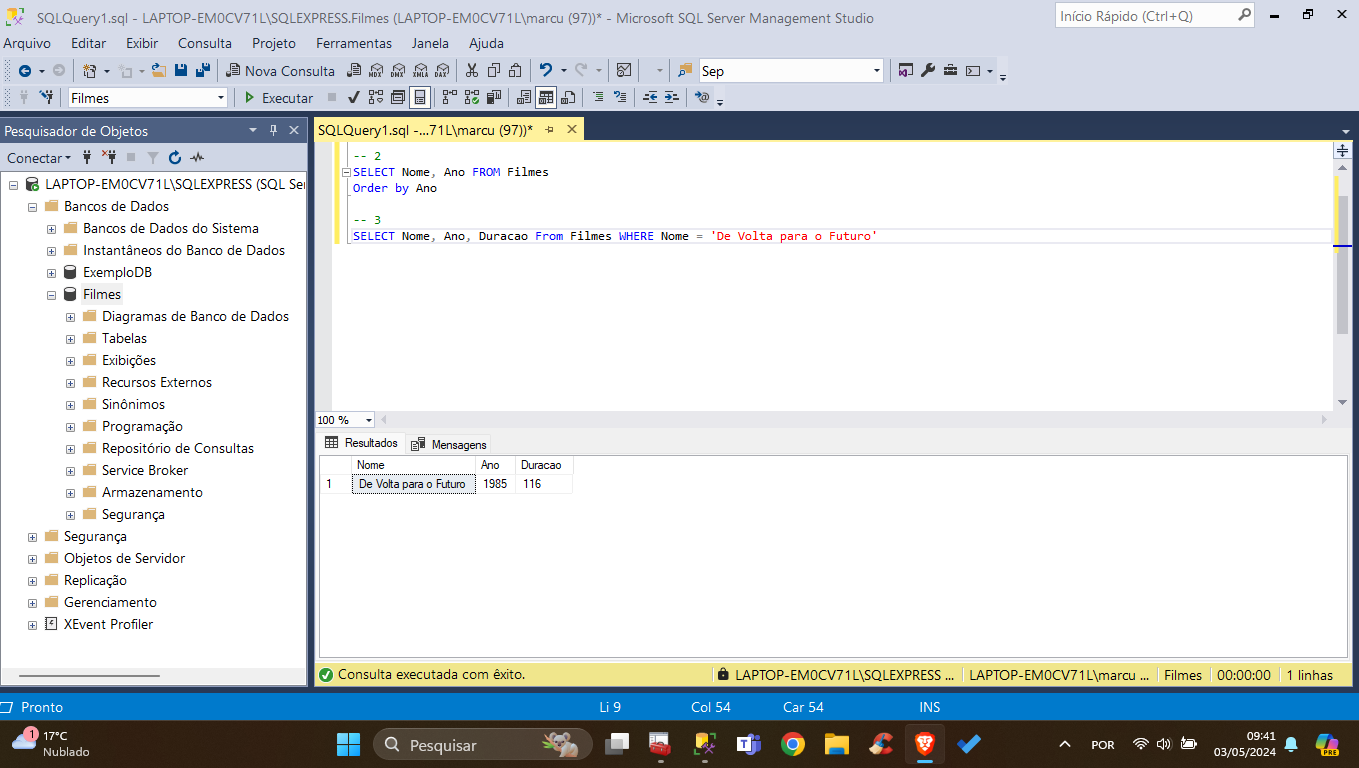 SQLQuery1.sql - LAPTOP-EM0CV71L\SQLEXPRESS.Filmes (LAPTOP-EM0CV71L\marcu (97))* - Microsoft SQL Server Management Studio
Início Rápido (Ctrl+Q)
Arquivo Editar Exibir Consulta Projeto Ferramentas Janela Ajuda
Nova Consulta MDX DMX XMLA DAX Sep
Filmes Executar
Pesquisador de Objetos
SQLQuery1.sql -...71L\marcu (97))*
Conectar
LAPTOP-EM0CV71L\SQLEXPRESS (SQL Se
Bancos de Dados
Bancos de Dados do Sistema
Instantâneos do Banco de Dados
ExemploDB
Filmes
Diagramas de Banco de Dados
Tabelas
Exibições
Recursos Externos
Sinônimos
Programação
Repositório de Consultas
Service Broker
Armazenamento
Segurança
Segurança
Objetos de Servidor
Replicação
Gerenciamento
XEvent Profiler
-- 2
SELECT Nome, Ano FROM Filmes
Order by Ano
-- 3
SELECT Nome, Ano, Duracao From Filmes WHERE Nome = 'De Volta para o Futuro'
100 %
Resultados Mensagens
Nome Ano Duracao
1 De Volta para o Futuro 1985 116
Consulta executada com êxito.
LAPTOP-EM0CV71L\SQLEXPRESS ... LAPTOP-EM0CV71L\marcu ... Filmes 00:00:00 1 linhas
Pronto Li 9 Col 54 Car 54 INS
1
17°C
Nublado
Pesquisar
POR
09:41
03/05/2024
PRE